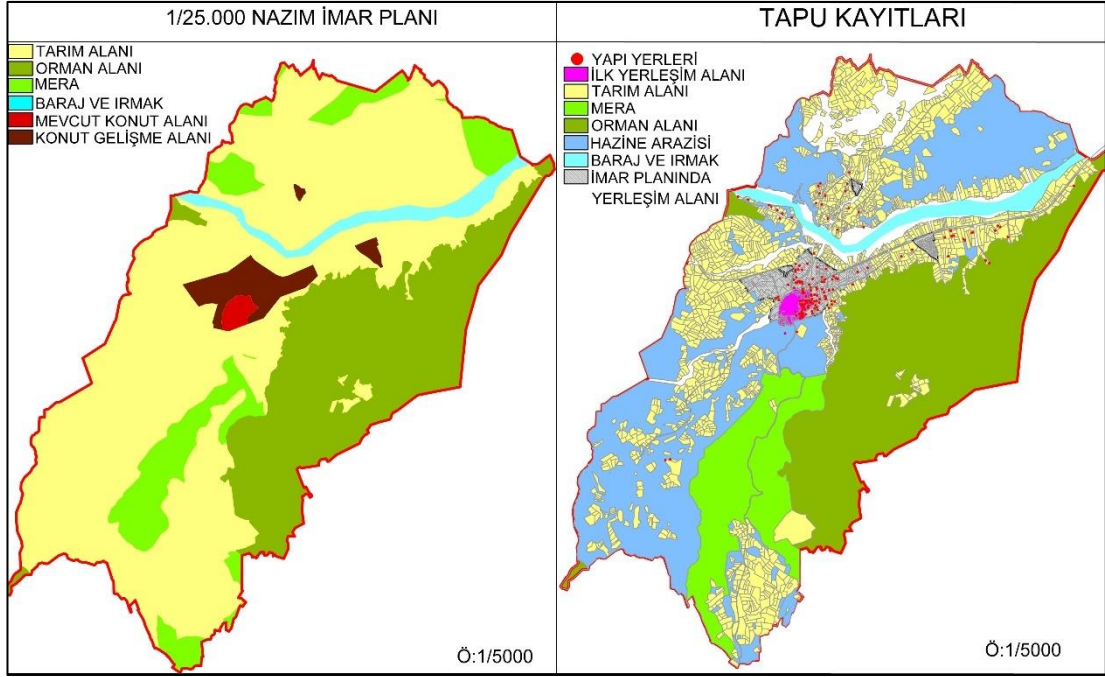 1/25.000 NAZIM İMAR PLANI
TARIM ALANI
ORMAN ALANI
MERA
BARAJ VE IRMAK
MEVCUT KONUT ALANI
KONUT GELİŞME ALANI
Ö:1/5000
TAPU KAYITLARI
YAPI YERLERİ
İLK YERLEŞİM ALANI
TARIM ALANI
MERA
ORMAN ALANI
HAZİNE ARAZİSİ
BARAJ VE IRMAK
İMAR PLANINDA
YERLEŞİM ALANI
Ö:1/5000